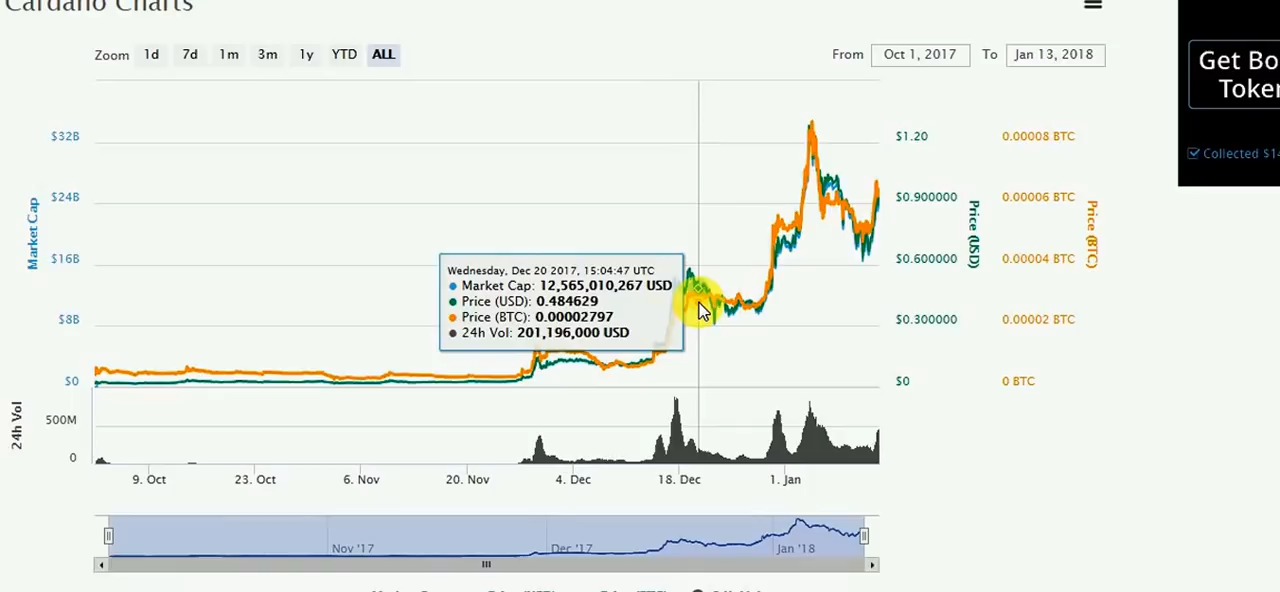 Cardano Charts
Zoom 1d 7d 1m 3m 1y YTD ALL
From Oct 1, 2017 To Jan 13, 2018
$32B
$24B
$16B
$8B
$0
Market Cap
Wednesday, Dec 20 2017, 15:04:47 UTC
Market Cap: 12,565,010,267 USD
Price (USD): 0.484629
Price (BTC): 0.00002797
24h Vol: 201,196,000 USD
$1.20
$0.900000
$0.600000
$0.300000
$0
Price (USD)
0.00008 BTC
0.00006 BTC
0.00004 BTC
0.00002 BTC
0 BTC
Price (BTC)
24h Vol
500M
0
9. Oct 23. Oct 6. Nov 20. Nov 4. Dec 18. Dec 1. Jan
Nov '17 Dec '17 Jan '18
Get
Collected